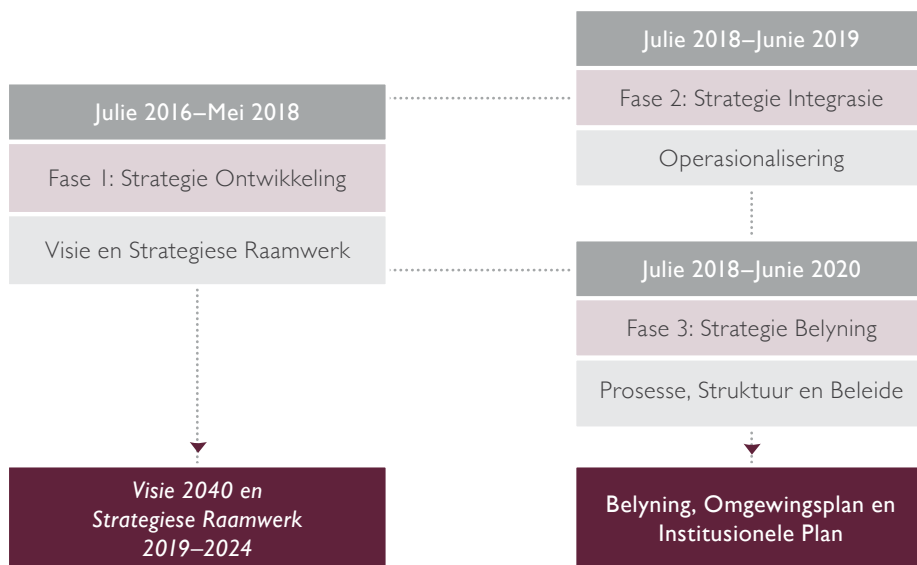 Julie 2016–Mei 2018
Fase 1: Strategie Ontwikkeling
Visie en Strategiese Raamwerk
Visie 2040 en
Strategiese Raamwerk
2019–2024
Julie 2018–Junie 2019
Fase 2: Strategie Integrasie
Operasionalisering
Julie 2018–Junie 2020
Fase 3: Strategie Belyning
Prosesse, Struktuur en Beleide
Belyning, Omgewingsplan en
Institusionele Plan